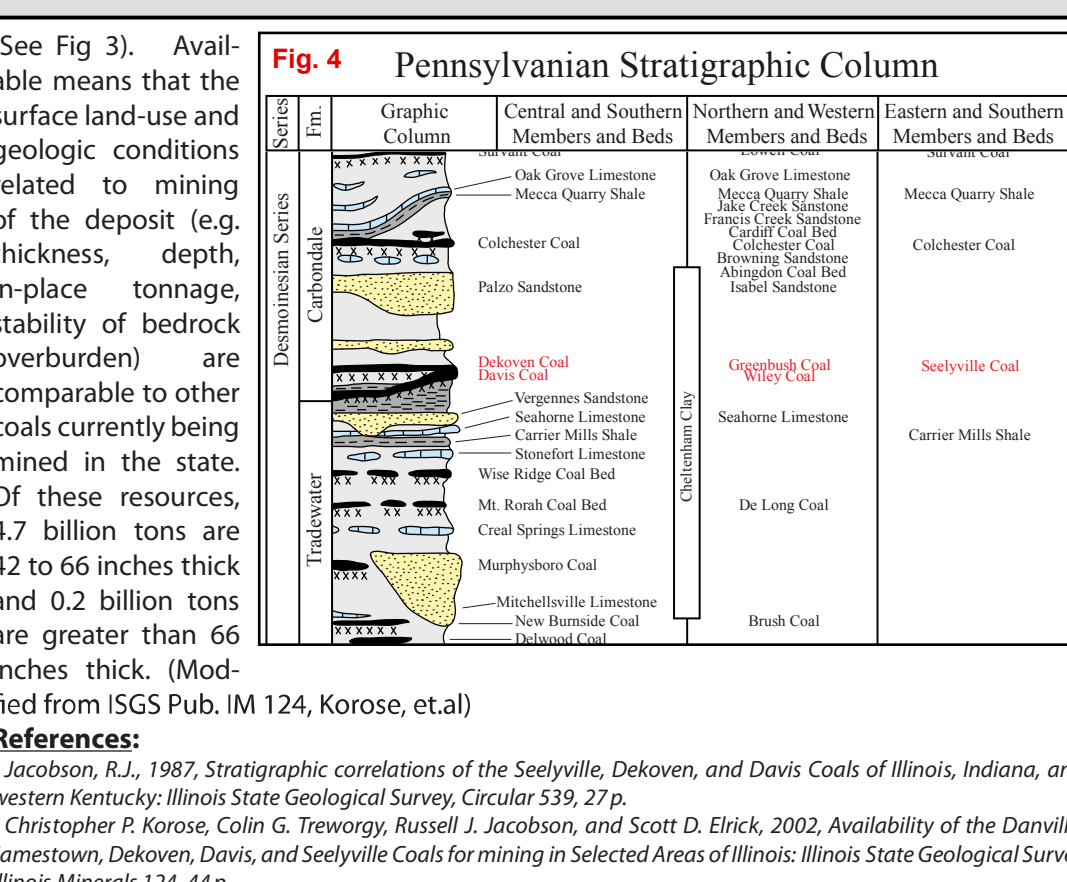 (See Fig 3). Avail-
able means that the
surface land-use and
geologic conditions
related to mining
of the deposit (e.g.
thickness, depth,
in-place tonnage,
stability of bedrock
overburden) are
comparable to other
coals currently being
mined in the state.
Of these resources,
4.7 billion tons are
42 to 66 inches thick
and 0.2 billion tons
are greater than 66
inches thick. (Mod-
ified from ISGS Pub. IM 124, Korose, et.al)
Fig. 4
Pennsylvanian Stratigraphic Column
Series
Fm.
Graphic
Column
Central and Southern
Members and Beds
Northern and Western
Members and Beds
Eastern and Southern
Members and Beds
Desmoinesian Series
Carbondale
Tradewater
Survant Coal
Oak Grove Limestone
Mecca Quarry Shale
Colchester Coal
Palzo Sandstone
Dekoven Coal
Davis Coal
Vergennes Sandstone
Seahorne Limestone
Carrier Mills Shale
Stonefort Limestone
Wise Ridge Coal Bed
Mt. Rorah Coal Bed
Creal Springs Limestone
Murphysboro Coal
Mitchellsville Limestone
New Burnside Coal
Delwood Coal
Lowell Coal
Oak Grove Limestone
Mecca Quarry Shale
Jake Creek Sanstone
Francis Creek Sandstone
Cardiff Coal Bed
Colchester Coal
Browning Sandstone
Abingdon Coal Bed
Isabel Sandstone
Greenbush Coal
Wiley Coal
Cheltenham Clay
Seahorne Limestone
De Long Coal
Brush Coal
Survant Coal
Mecca Quarry Shale
Colchester Coal
Seelyville Coal
Carrier Mills Shale
References:
Jacobson, R.J., 1987, Stratigraphic correlations of the Seelyville, Dekoven, and Davis Coals of Illinois, Indiana, an
western Kentucky: Illinois State Geological Survey, Circular 539, 27 p.
Christopher P. Korose, Colin G. Treworgy, Russell J. Jacobson, and Scott D. Elrick, 2002, Availability of the Danvill
Jamestown, Dekoven, Davis, and Seelyville Coals for mining in Selected Areas of Illinois: Illinois State Geological Surve
Illinois Minerals 124, 44 p.